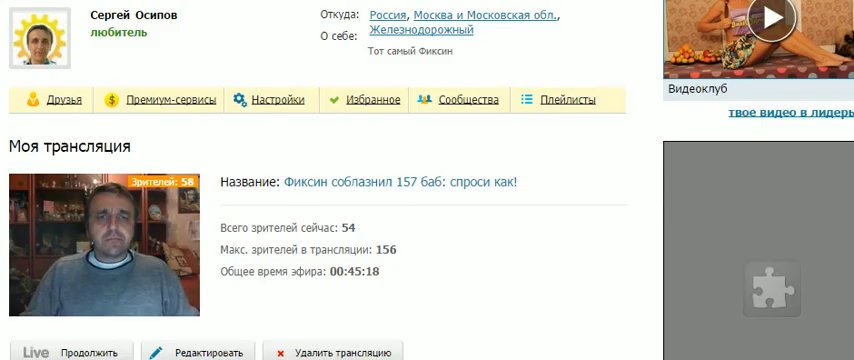 Сергей Осипов
любитель
Откуда: Россия, Москва и Московская обл.,
Железнодорожный
О себе:
Тот самый Фиксин
Друзья
Премиум-сервисы
Настройки
Избранное
Сообщества
Плейлисты
Видеоклуб
твое видео в лидеры
Моя трансляция
Зрителей: 58
Название: Фиксин соблазнил 157 баб: спроси как!
Всего зрителей сейчас: 54
Макс. зрителей в трансляции: 156
Общее время эфира: 00:45:18
Live Продолжить
Редактировать
Удалить трансляцию